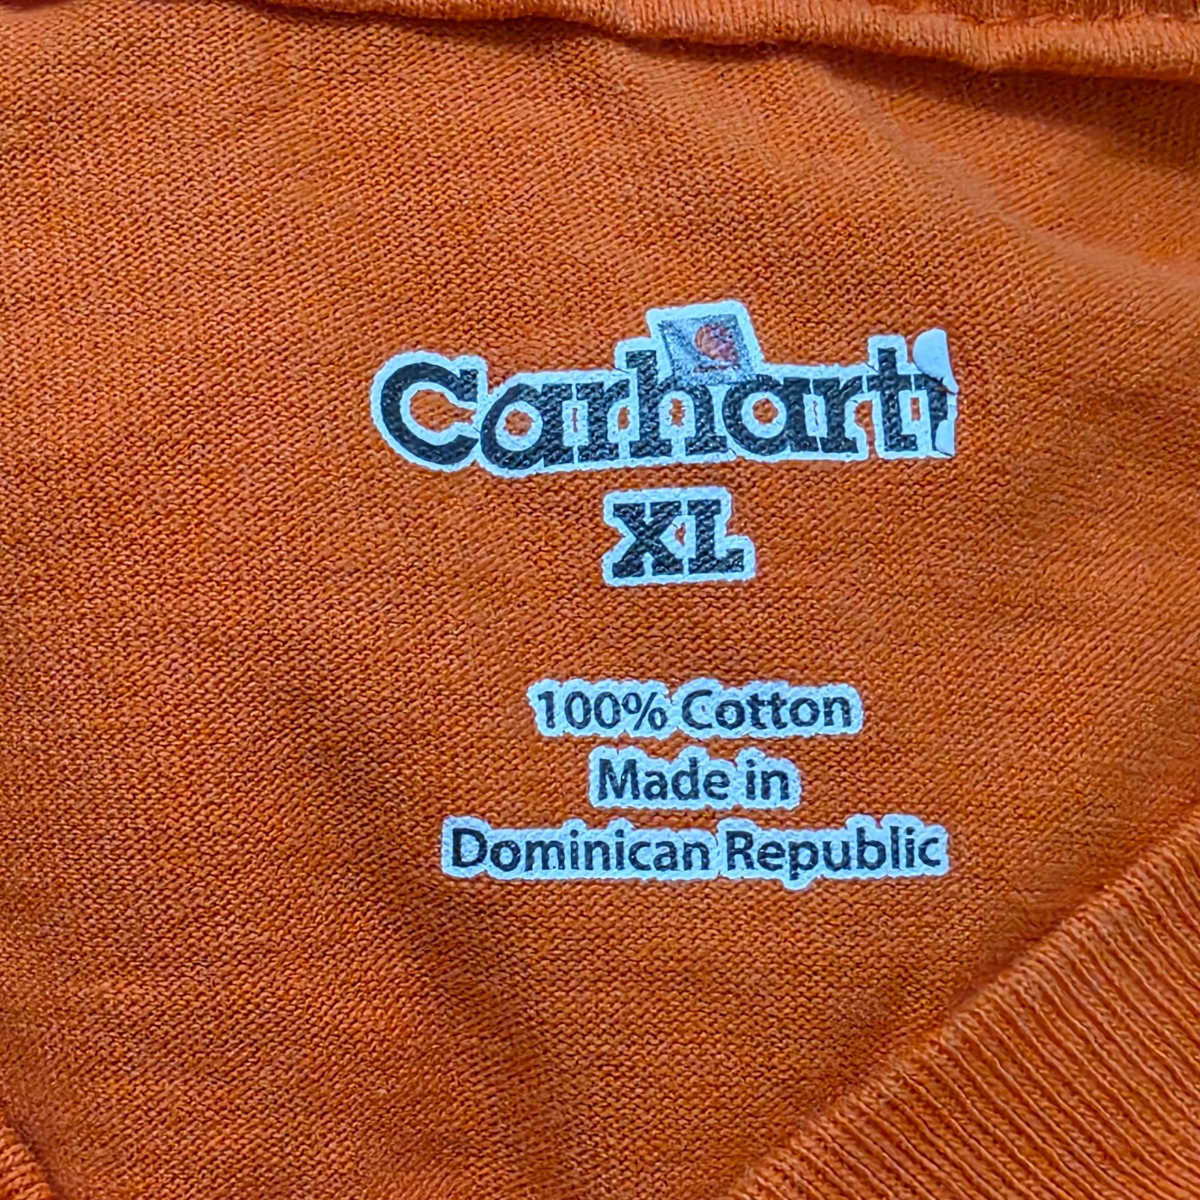 Carhartt
XL
100% Cotton
Made in
Dominican Republic